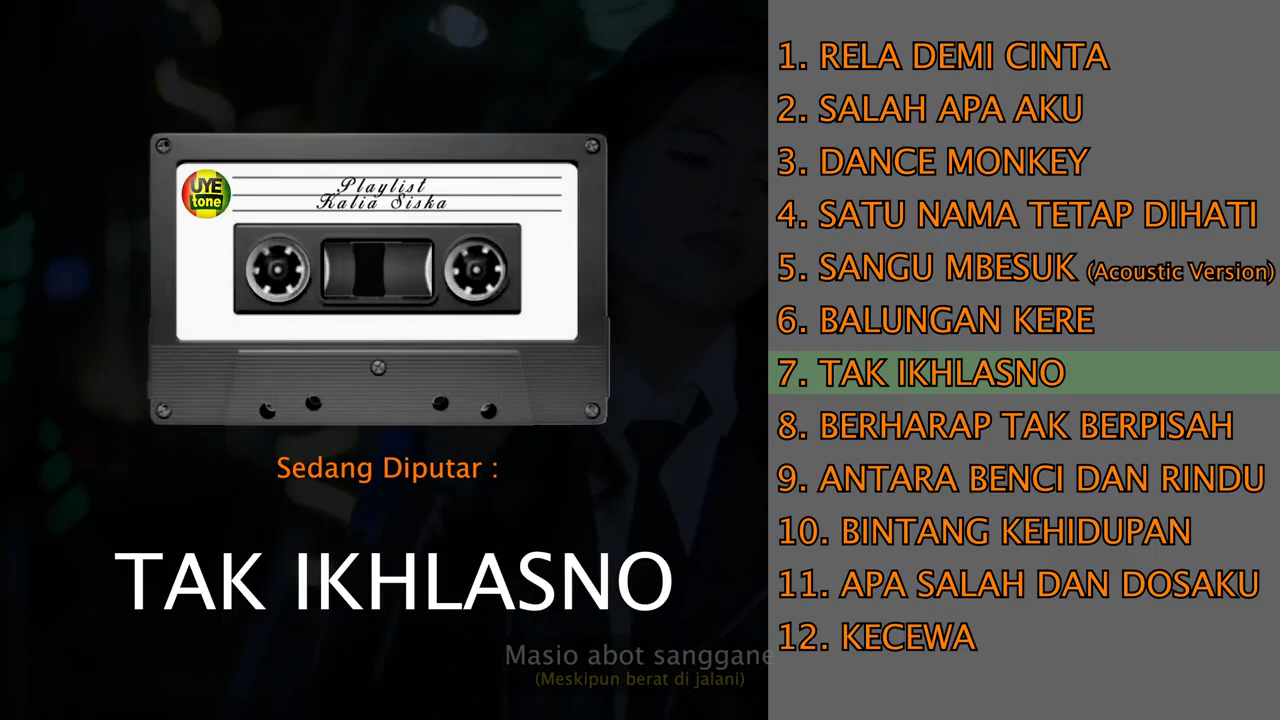 UYE
tone
Playlist
Kalia Siska
Sedang Diputar :
TAK IKHLASNO
Masio abot sanggane
(Meskipun berat di jalani)
1. RELA DEMI CINTA
2. SALAH APA AKU
3. DANCE MONKEY
4. SATU NAMA TETAP DIHATI
5. SANGU MBESUK (Acoustic Version)
6. BALUNGAN KERE
7. TAK IKHLASNO
8. BERHARAP TAK BERPISAH
9. ANTARA BENCI DAN RINDU
10. BINTANG KEHIDUPAN
11. APA SALAH DAN DOSAKU
12. KECEWA